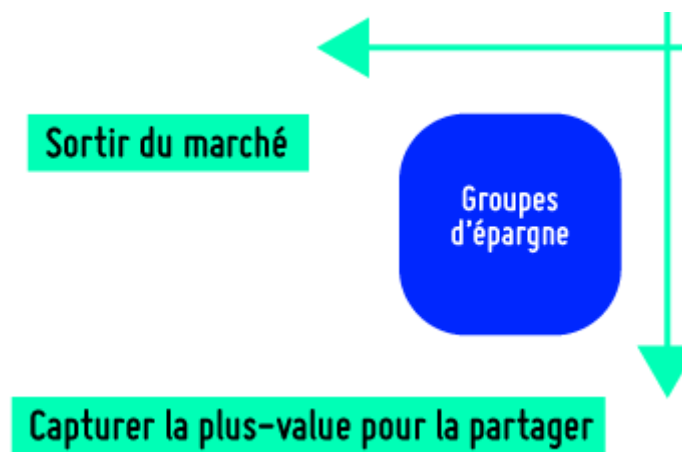 Sortir du marché
Groupes
d'épargne
Capturer la plus-value pour la partager